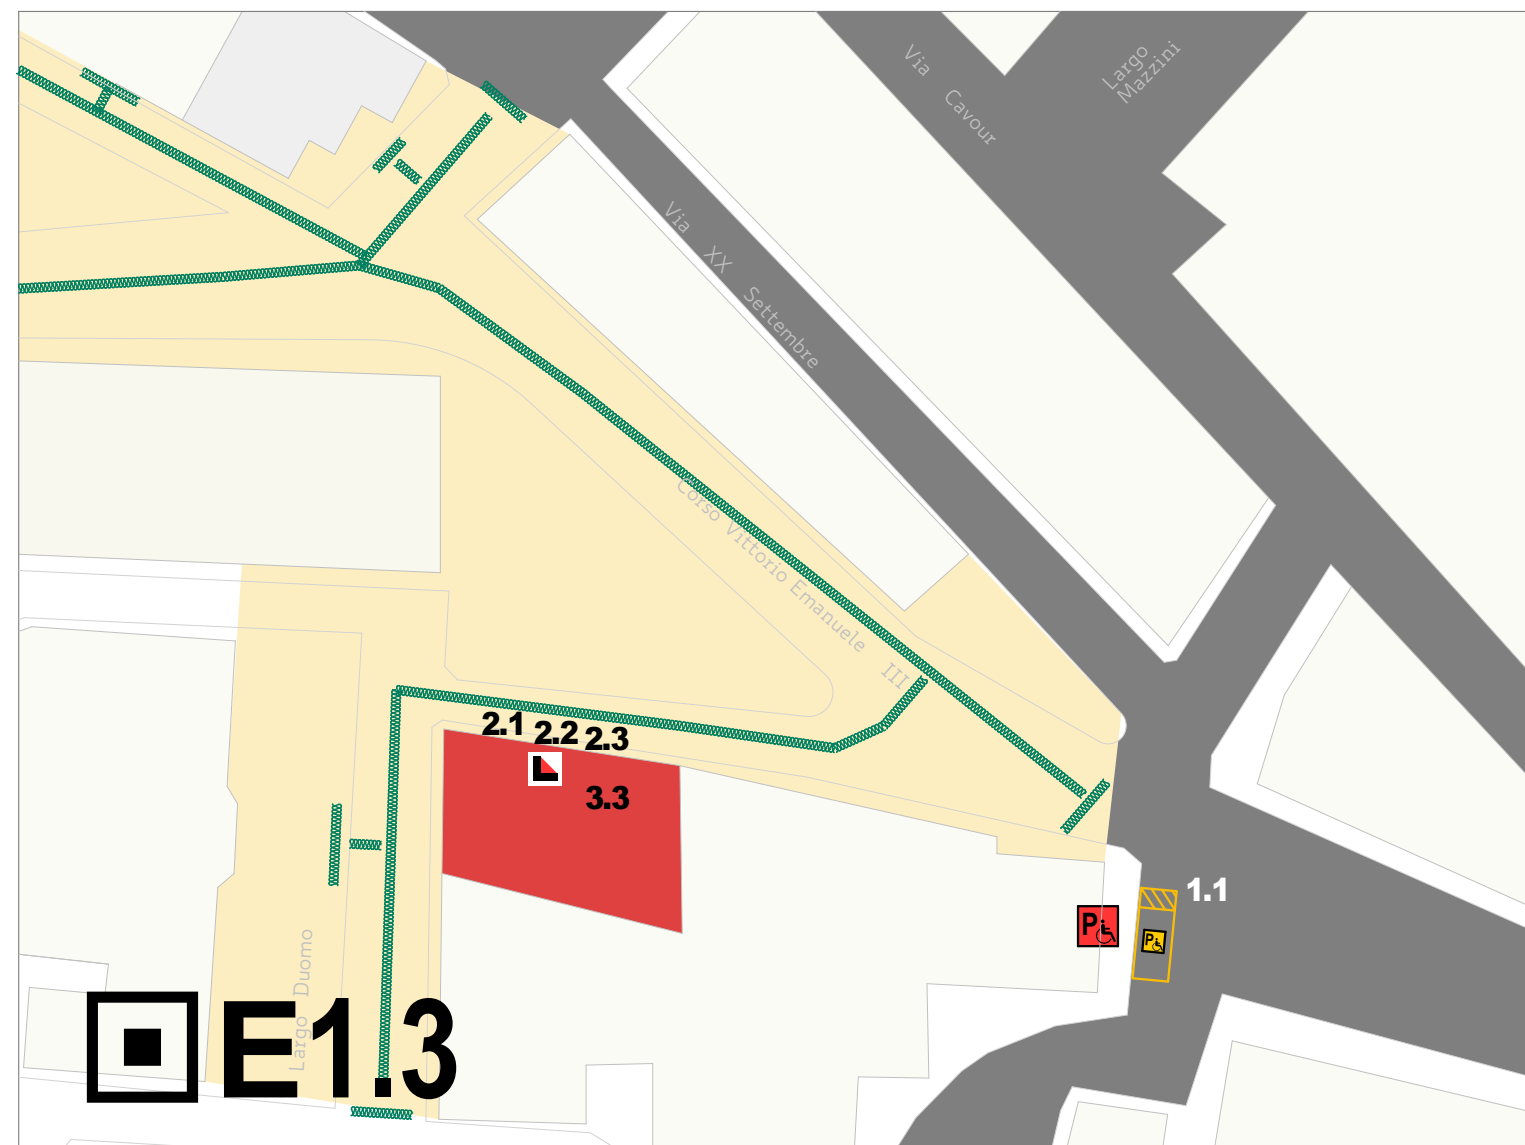 Via Cavour
Largo
Mazzini
Via XX Settembre
Corso Vittorio Emanuele III
2.1 2.2 2.3
3.3
1.1
P
P
Largo Duomo
E1.3